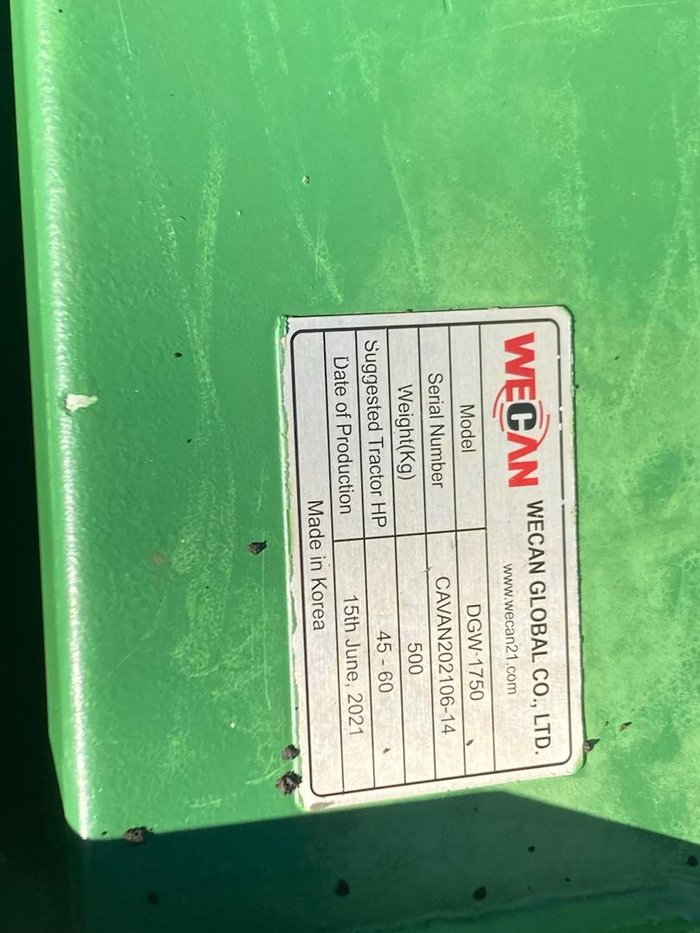 WECAN WECAN GLOBAL CO., LTD.
www.wecan21.com
Model DGW-1750
Serial Number CAVAN202106-14
Weight(Kg) 500
Suggested Tractor HP 45 - 60
Date of Production 15th June, 2021
Made in Korea